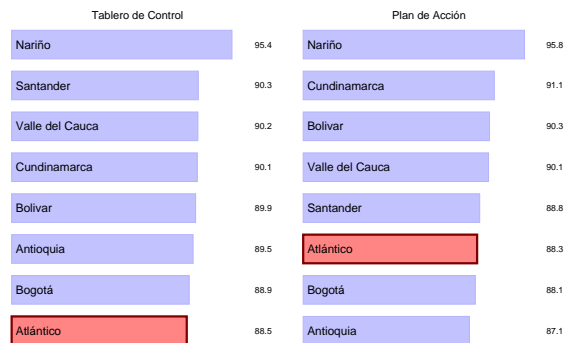 Tablero de Control
Nariño 95.4
Santander 90.3
Valle del Cauca 90.2
Cundinamarca 90.1
Bolivar 89.9
Antioquia 89.5
Bogotá 88.9
Atlántico 88.5
Plan de Acción
Nariño 95.8
Cundinamarca 91.1
Bolivar 90.3
Valle del Cauca 90.1
Santander 88.8
Atlántico 88.3
Bogotá 88.1
Antioquia 87.1